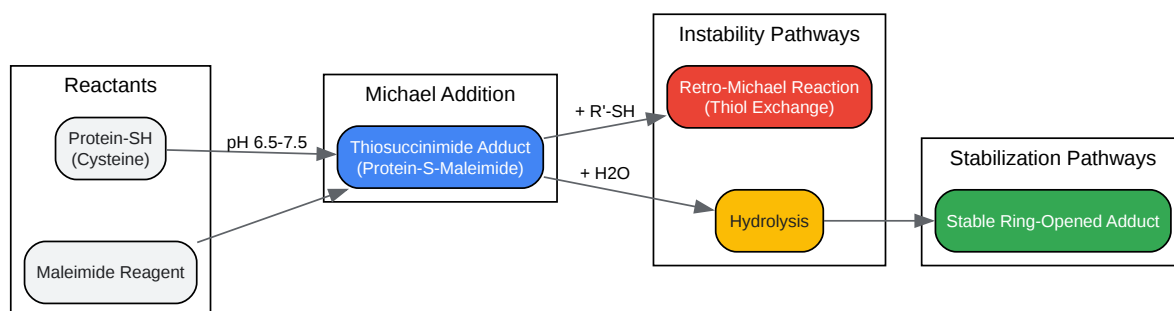 Reactants
Protein-SH
(Cysteine)
Maleimide Reagent
pH 6.5-7.5
Michael Addition
Thiosuccinimide Adduct
(Protein-S-Maleimide)
+ R'-SH
+ H2O
Instability Pathways
Retro-Michael Reaction
(Thiol Exchange)
Hydrolysis
Stabilization Pathways
Stable Ring-Opened Adduct